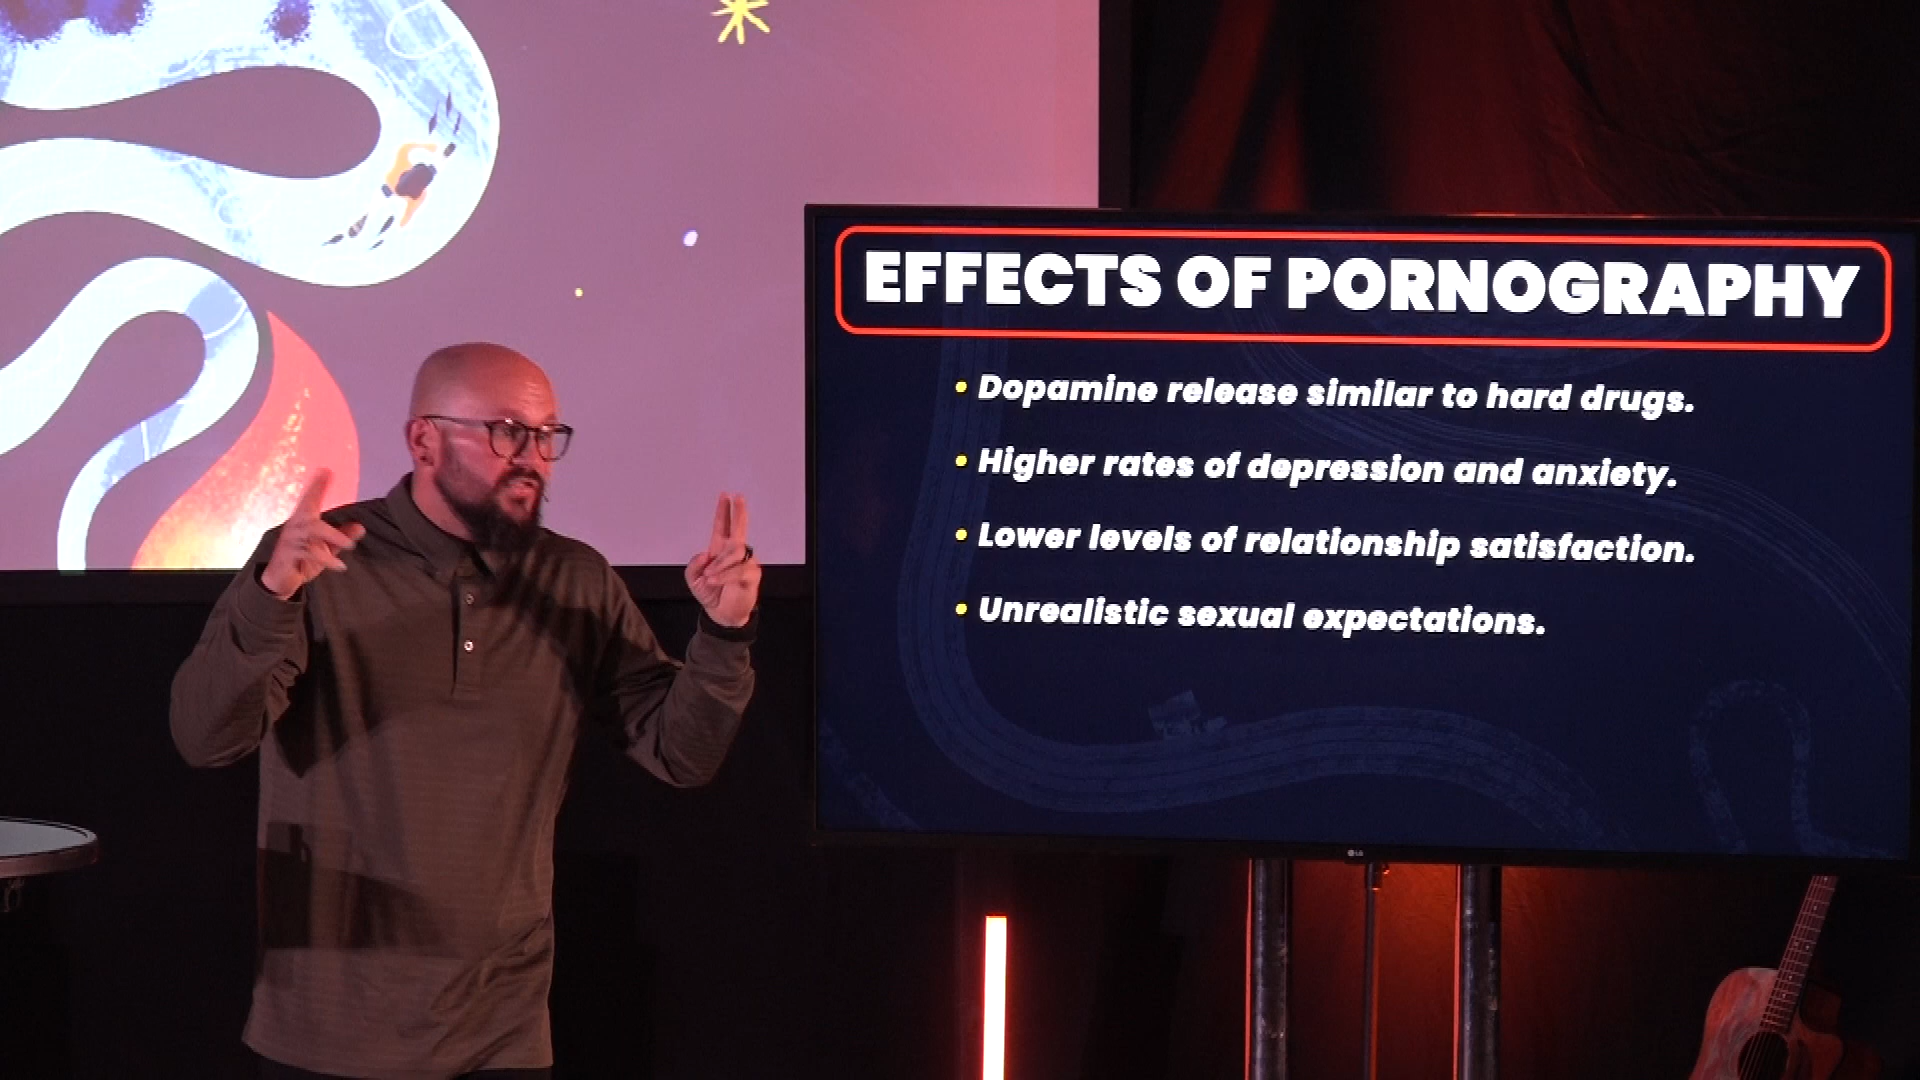 EFFECTS OF PORNOGRAPHY
• Dopamine release similar to hard drugs.
• Higher rates of depression and anxiety.
• Lower levels of relationship satisfaction.
• Unrealistic sexual expectations.
LG